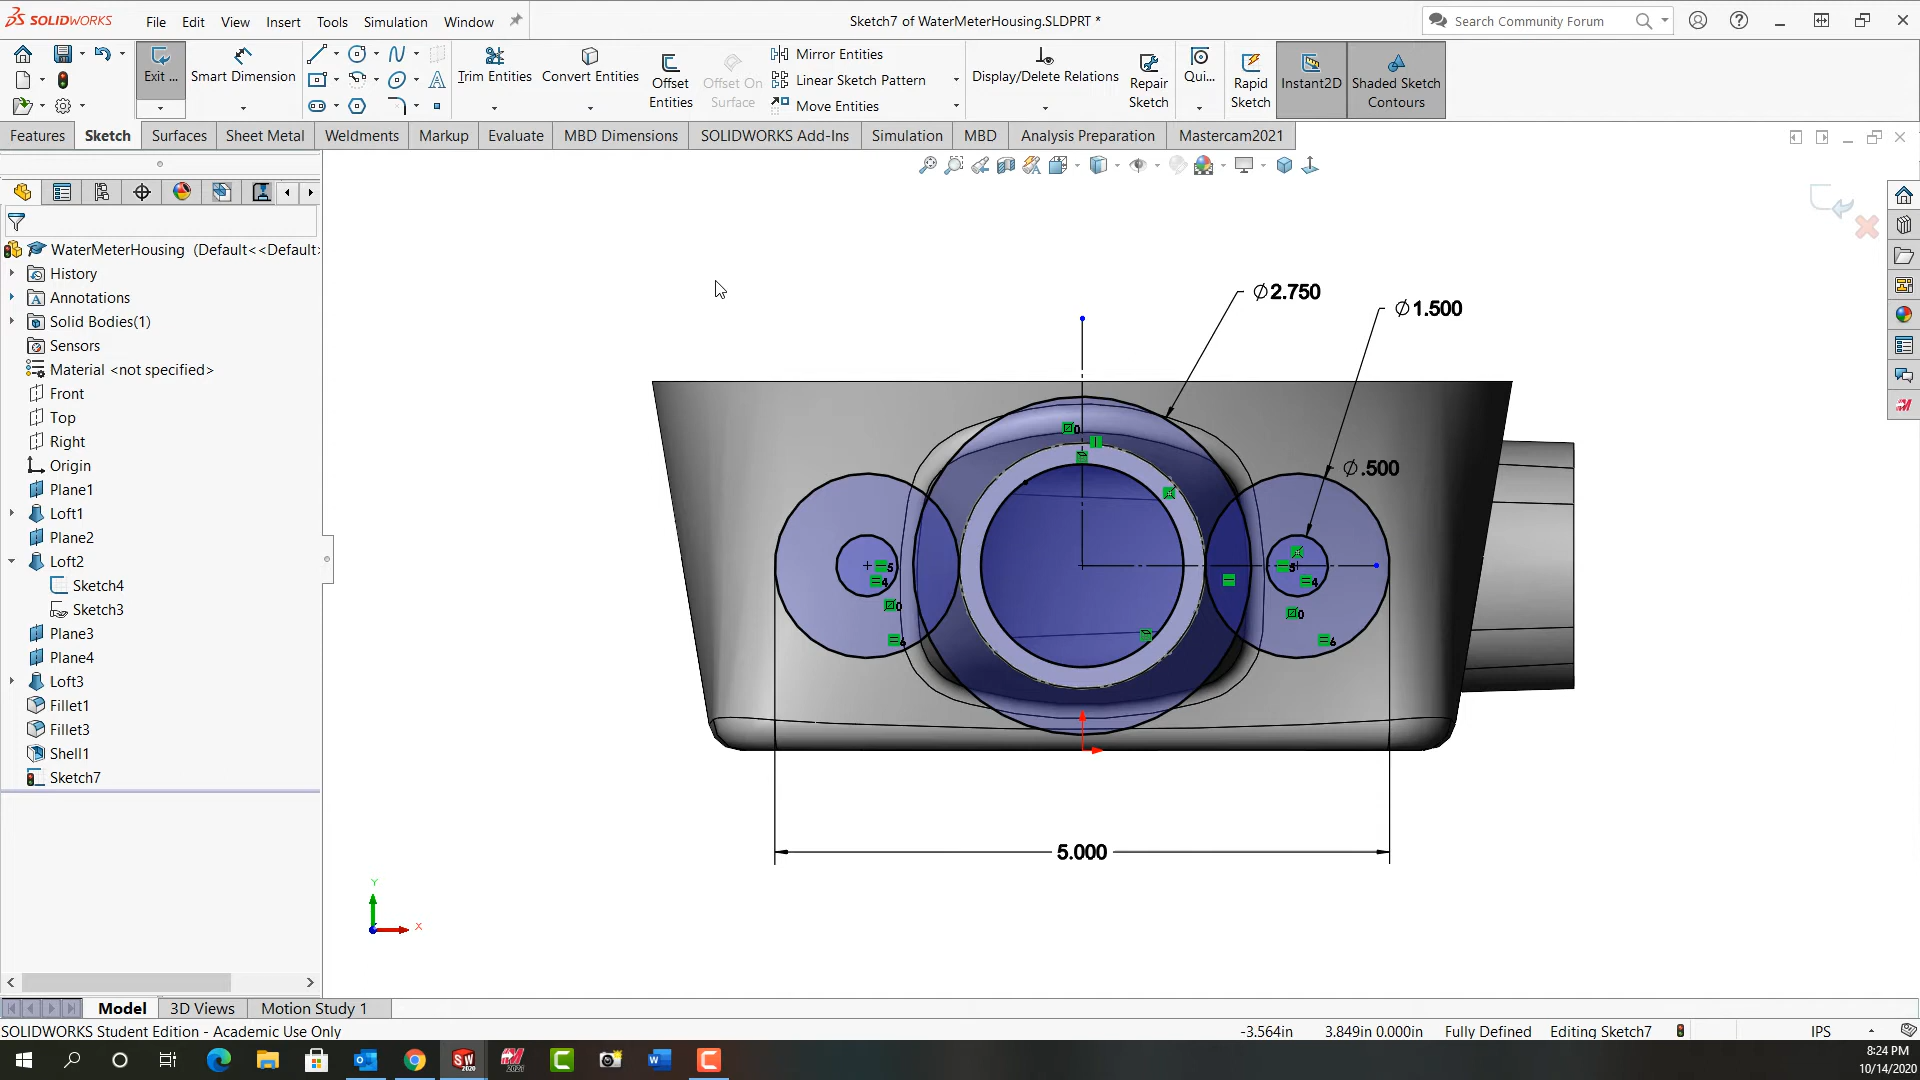 SOLIDWORKS File Edit View Insert Tools Simulation Window Sketch7 of WaterMeterHousing.SLDPRT * Search Community Forum
Exit ... Smart Dimension Trim Entities Convert Entities Offset Entities Offset On Surface Mirror Entities Linear Sketch Pattern Move Entities Display/Delete Relations Repair Sketch Qui... Rapid Sketch Instant2D Shaded Sketch Contours
Features Sketch Surfaces Sheet Metal Weldments Markup Evaluate MBD Dimensions SOLIDWORKS Add-Ins Simulation MBD Analysis Preparation Mastercam2021
WaterMeterHousing (Default<<Default>
History
Annotations
Solid Bodies(1)
Sensors
Material <not specified>
Front
Top
Right
Origin
Plane1
Loft1
Plane2
Loft2
Sketch4
Sketch3
Plane3
Plane4
Loft3
Fillet1
Fillet3
Shell1
Sketch7
∅2.750
∅1.500
∅.500
5.000
Y
X
Model 3D Views Motion Study 1
SOLIDWORKS Student Edition - Academic Use Only -3.564in 3.849in 0.000in Fully Defined Editing Sketch7 IPS
8:24 PM
10/14/2020